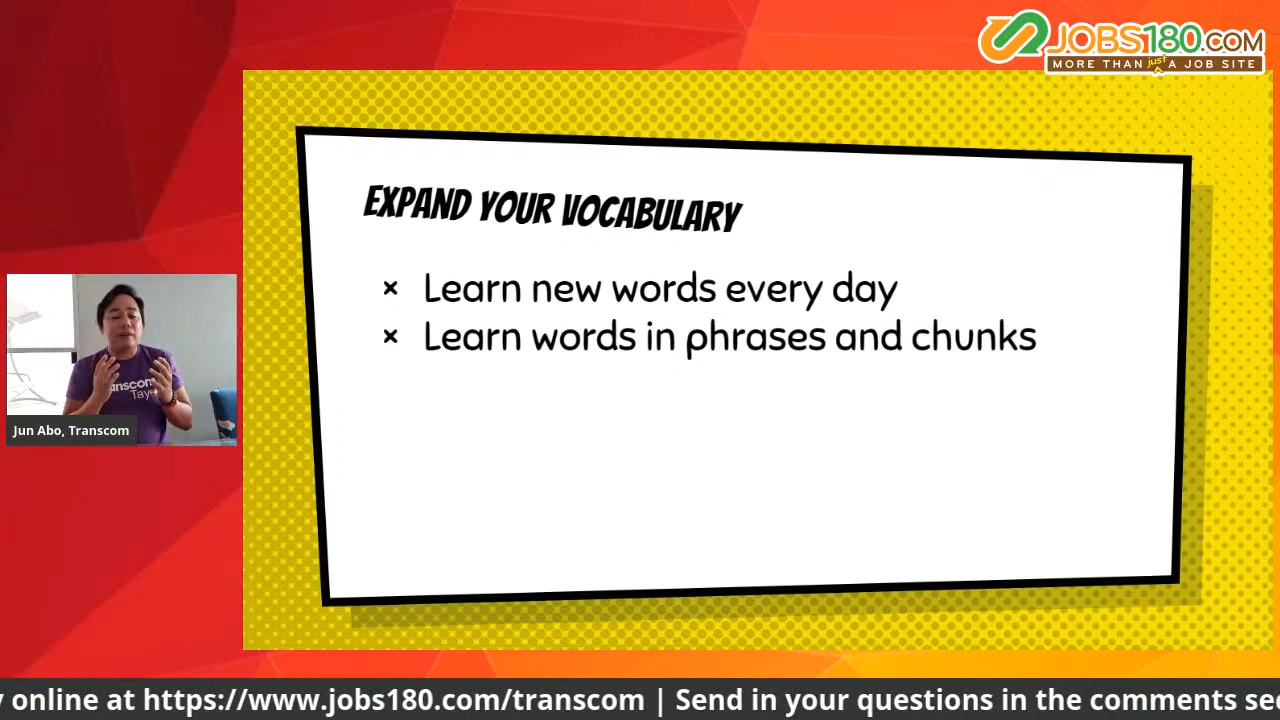 JOBS180.COM
MORE THAN just A JOB SITE
EXPAND YOUR VOCABULARY
× Learn new words every day
× Learn words in phrases and chunks
Tay
Jun Abo, Transcom
y online at https://www.jobs180.com/transcom | Send in your questions in the comments sec